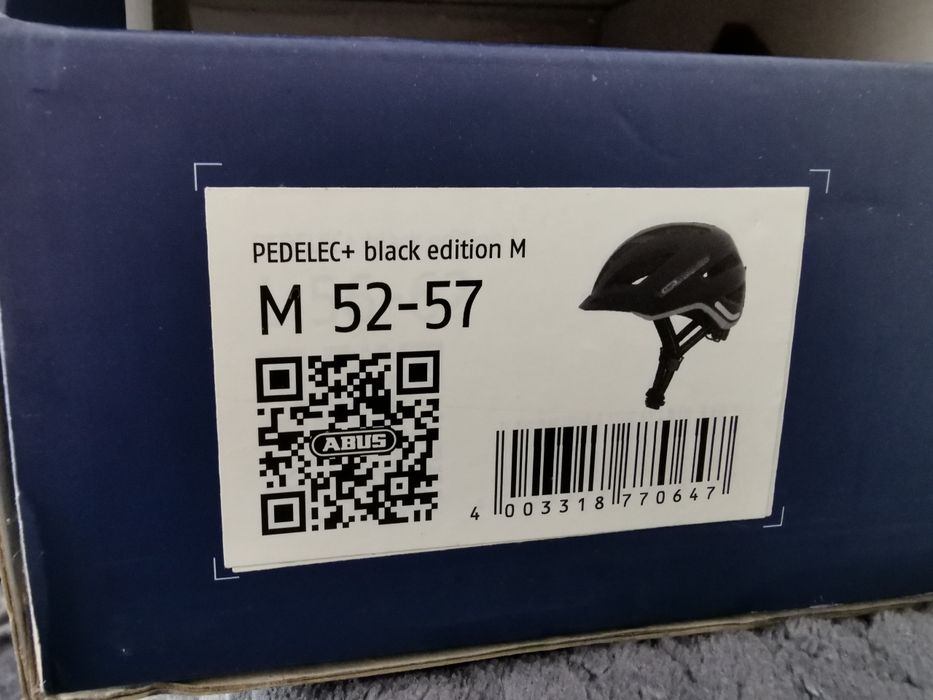 PEDELEC+ black edition M
M 52-57
ABUS
4 003318 770647